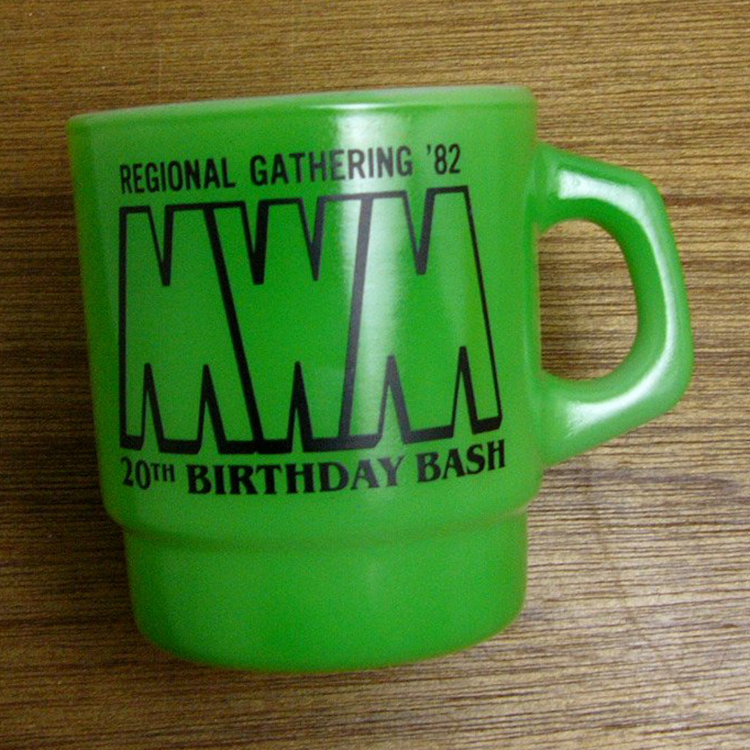 REGIONAL GATHERING '82
MWM
20TH BIRTHDAY BASH